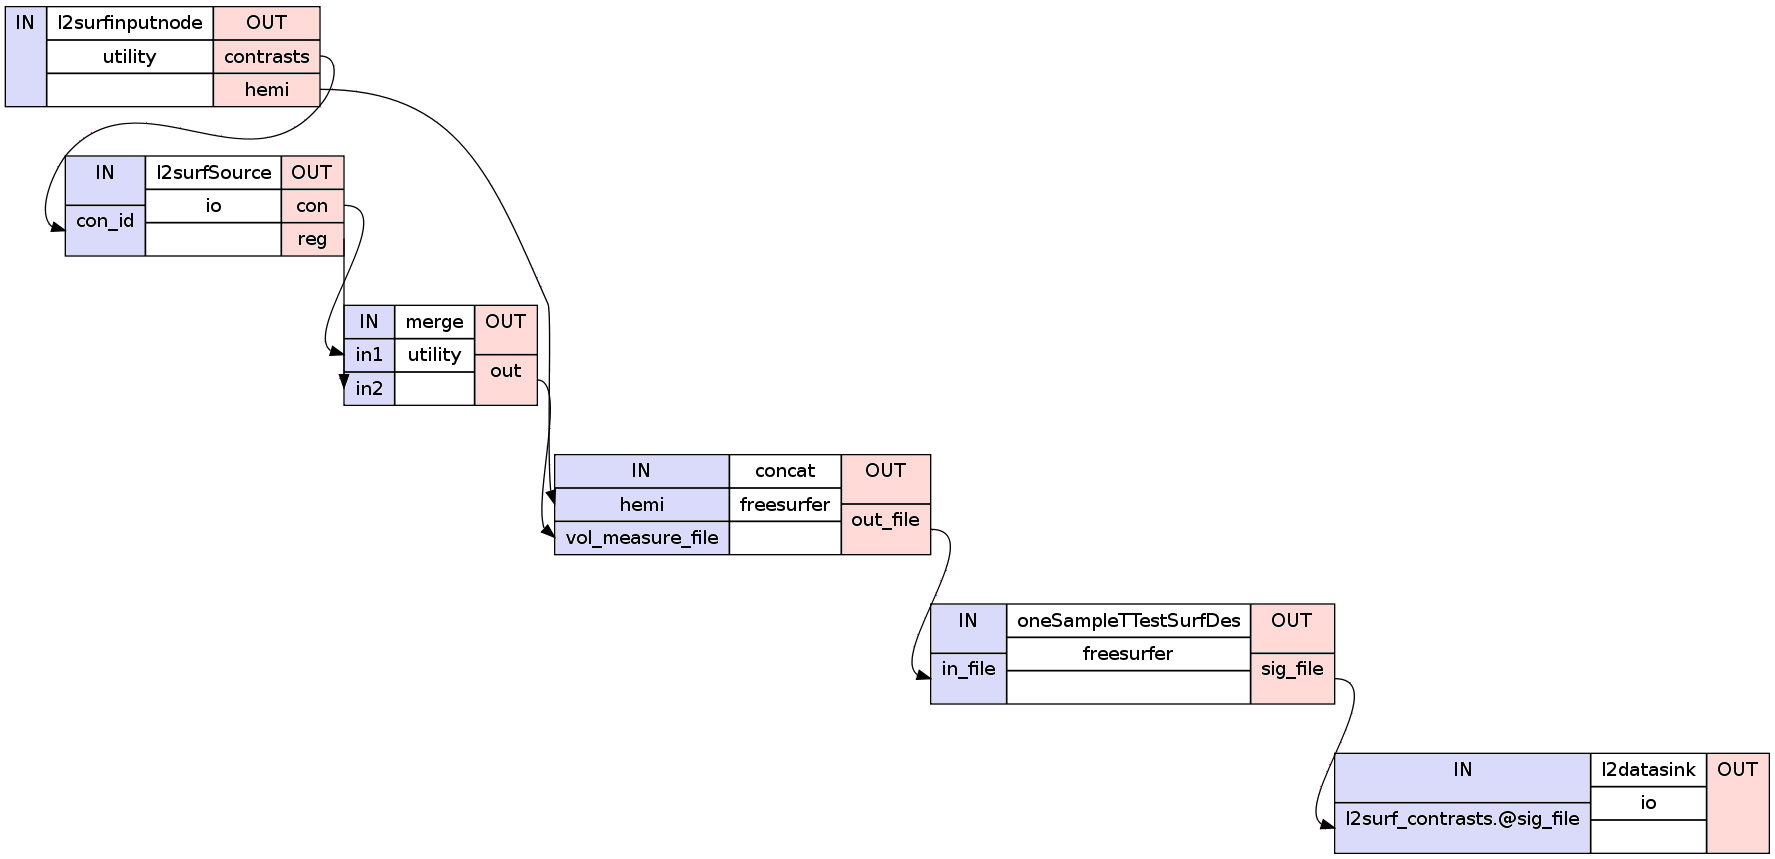 IN l2surfinputnode OUT
utility contrasts
hemi
IN l2surfSource OUT
io con
con_id
reg
IN merge OUT
in1 utility
out
in2
IN concat OUT
hemi freesurfer
out_file
vol_measure_file
IN oneSampleTTestSurfDes OUT
freesurfer
in_file sig_file
IN l2datasink OUT
io
l2surf_contrasts.@sig_file